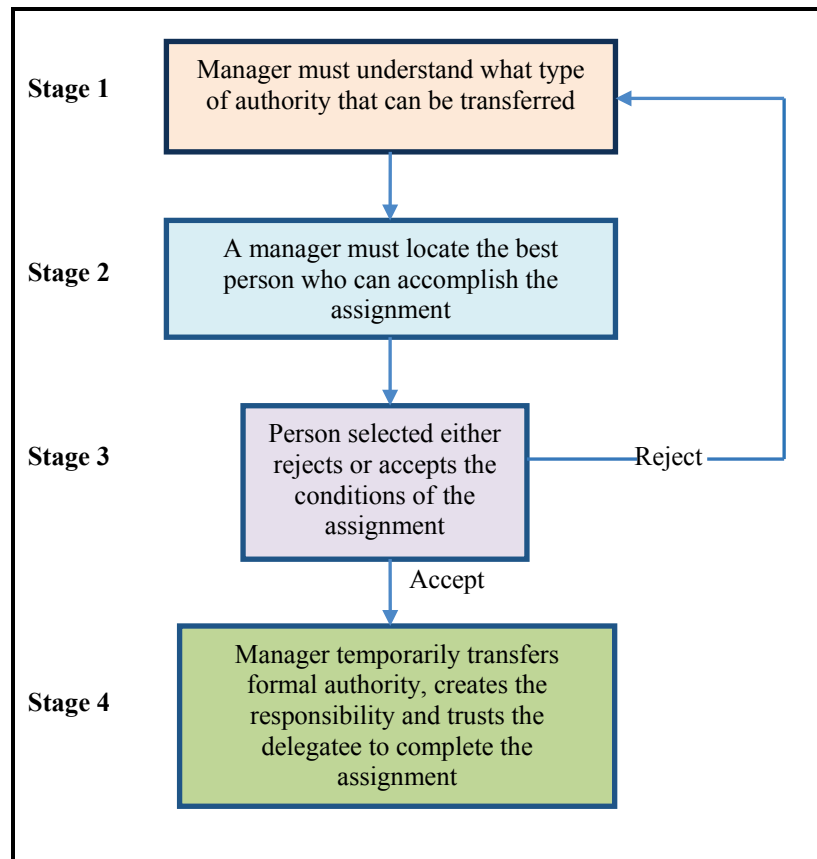 Stage 1
Manager must understand what type
of authority that can be transferred
Stage 2
A manager must locate the best
person who can accomplish the
assignment
Stage 3
Person selected either
rejects or accepts the
conditions of the
assignment
Reject
Accept
Stage 4
Manager temporarily transfers
formal authority, creates the
responsibility and trusts the
delegatee to complete the
assignment